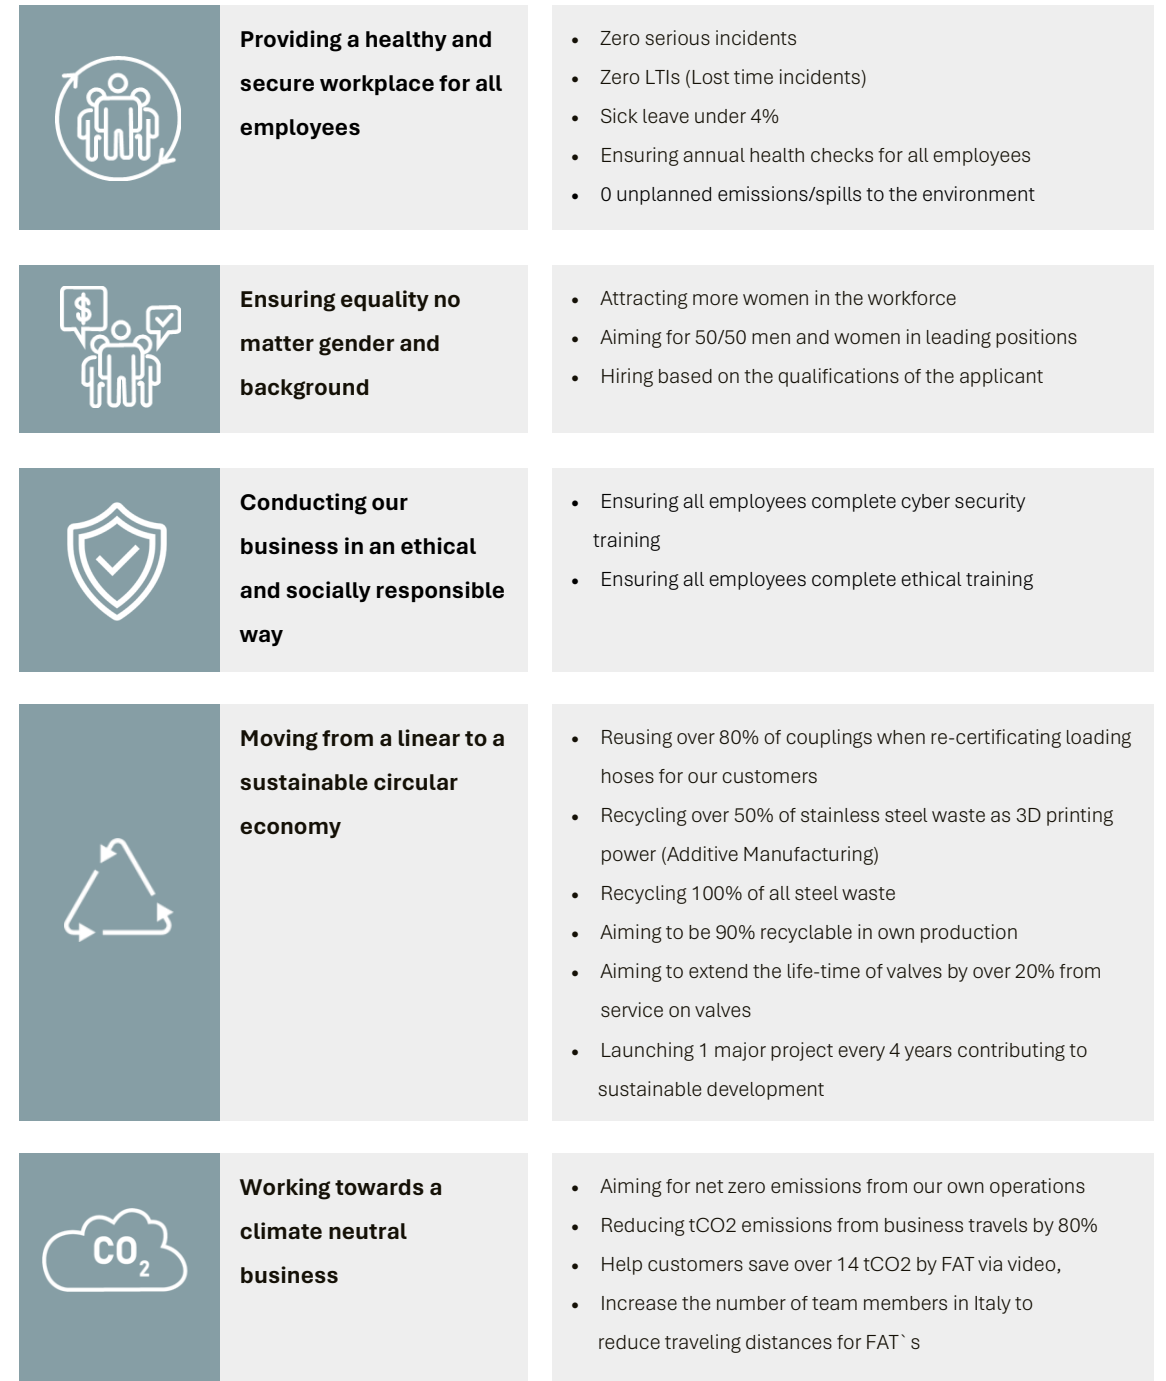 Providing a healthy and
secure workplace for all
employees
• Zero serious incidents
• Zero LTIs (Lost time incidents)
• Sick leave under 4%
• Ensuring annual health checks for all employees
• 0 unplanned emissions/spills to the environment
$
Ensuring equality no
matter gender and
background
• Attracting more women in the workforce
• Aiming for 50/50 men and women in leading positions
• Hiring based on the qualifications of the applicant
Conducting our
business in an ethical
and socially responsible
way
• Ensuring all employees complete cyber security
training
• Ensuring all employees complete ethical training
Moving from a linear to a
sustainable circular
economy
• Reusing over 80% of couplings when re-certificating loading
hoses for our customers
• Recycling over 50% of stainless steel waste as 3D printing
power (Additive Manufacturing)
• Recycling 100% of all steel waste
• Aiming to be 90% recyclable in own production
• Aiming to extend the life-time of valves by over 20% from
service on valves
• Launching 1 major project every 4 years contributing to
sustainable development
CO2
Working towards a
climate neutral
business
• Aiming for net zero emissions from our own operations
• Reducing tCO2 emissions from business travels by 80%
• Help customers save over 14 tCO2 by FAT via video,
• Increase the number of team members in Italy to
reduce traveling distances for FAT`s